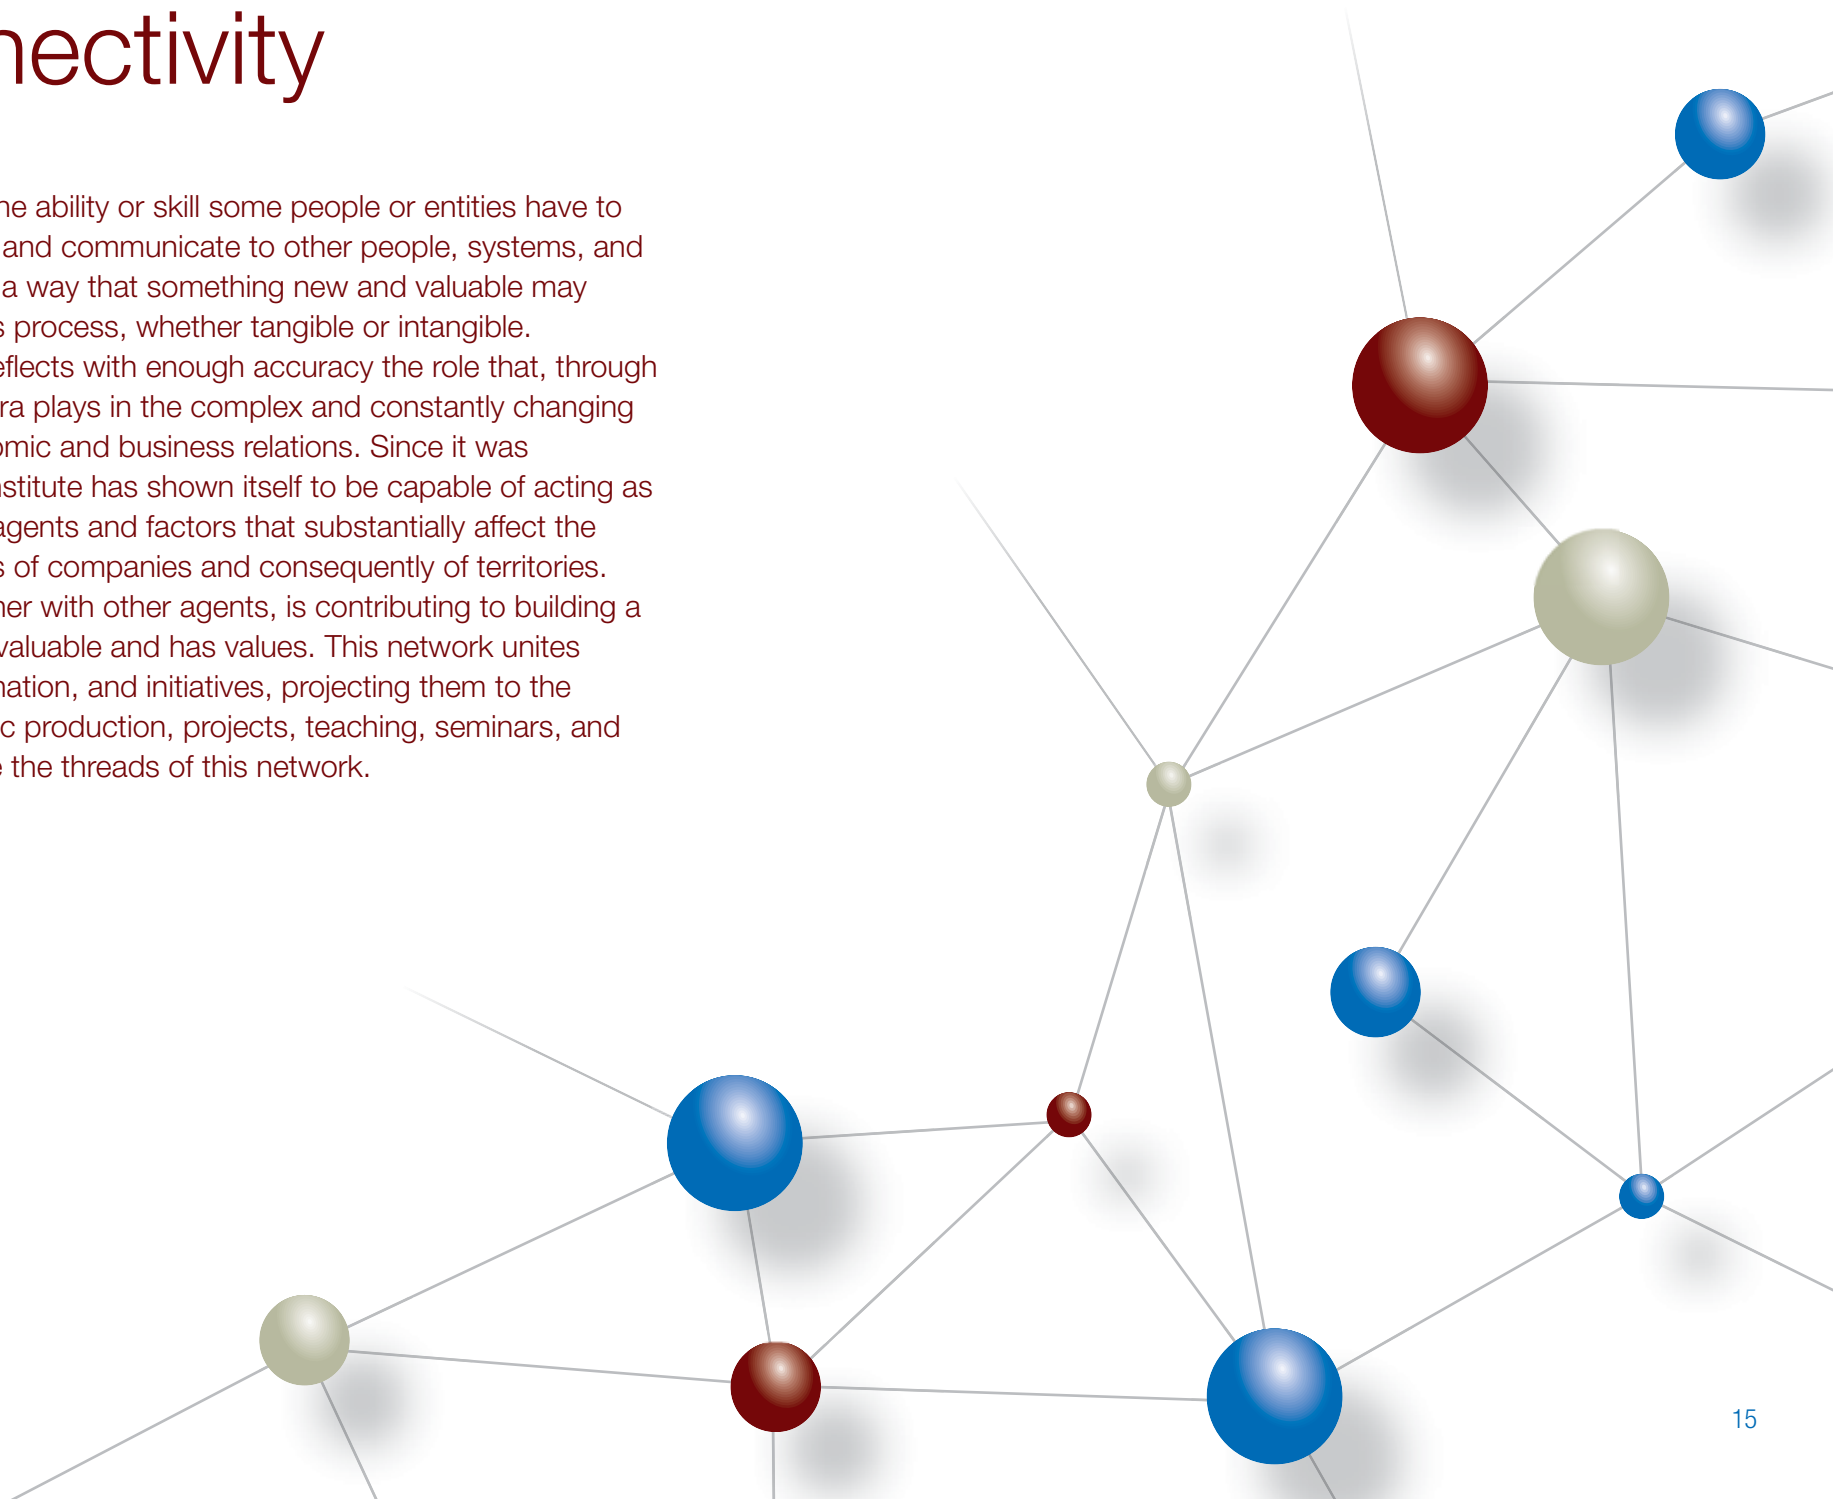 nectivity
he ability or skill some people or entities have to
and communicate to other people, systems, and
a way that something new and valuable may
s process, whether tangible or intangible.
eflects with enough accuracy the role that, through
ra plays in the complex and constantly changing
omic and business relations. Since it was
nstitute has shown itself to be capable of acting as
agents and factors that substantially affect the
s of companies and consequently of territories.
her with other agents, is contributing to building a
valuable and has values. This network unites
nation, and initiatives, projecting them to the
c production, projects, teaching, seminars, and
e the threads of this network.
15